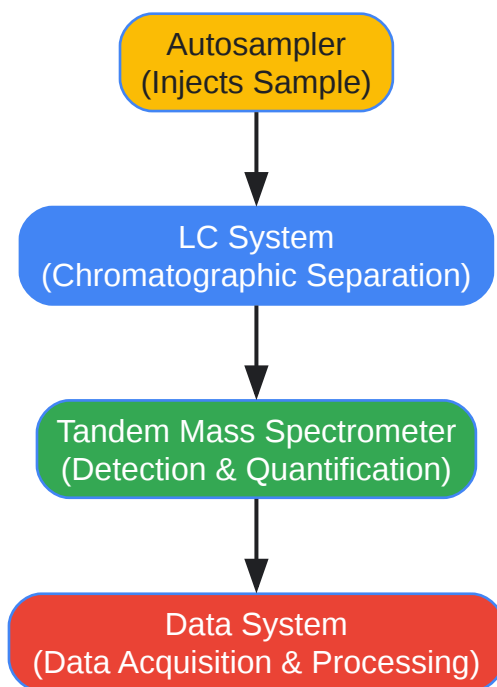 Autosampler
(Injects Sample)
LC System
(Chromatographic Separation)
Tandem Mass Spectrometer
(Detection & Quantification)
Data System
(Data Acquisition & Processing)